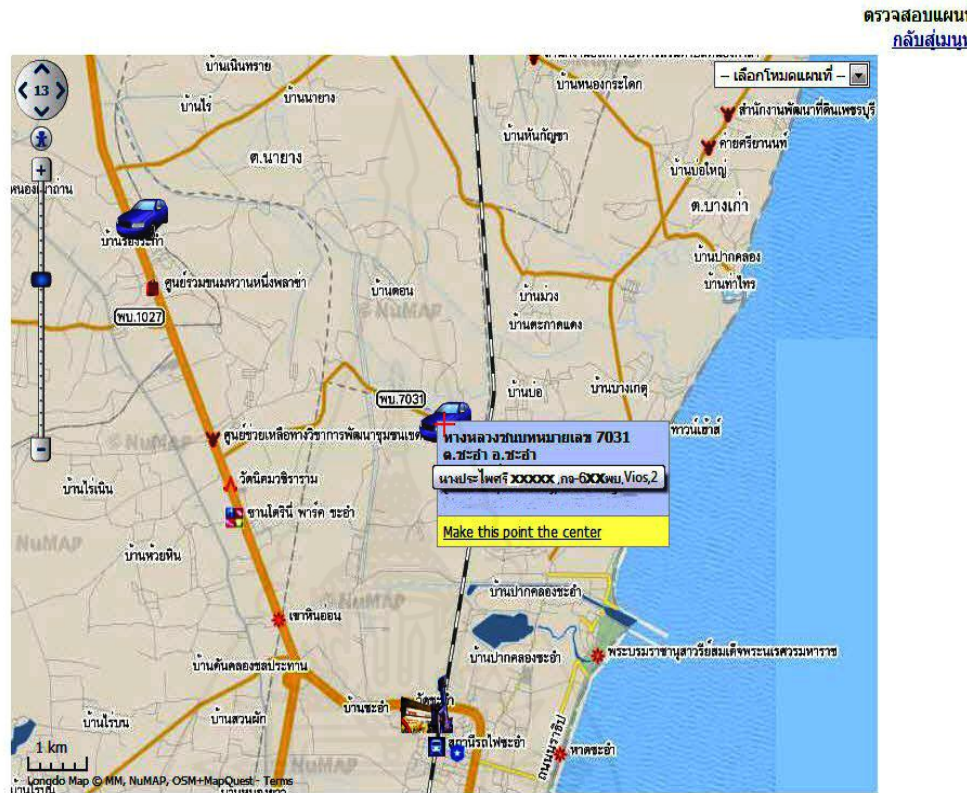 ตรวจสอบแผนที่
กลับสู่เมนู
บ้านเนินทราย
– เลือกโหมดแผนที่ –
13
บ้านหนองกระโดก
บ้านไร่
บ้านนายาง
สำนักงานพัฒนาที่ดินเพชรบุรี
บ้านหันกัญชา
ค่ายศรียานนท์
ต.นายาง
บ้านบ่อใหญ่
ต.บางเก่า
บ้านปากคลอง
ศูนย์รวมขนมหวานหนึ่งพลาซ่า
บ้านดอน
บ้านท่าไทร
บ้านม่วง
© NuMAP
พบ.1027
บ้านตะกาดแดง
บ้านบ่อ
บ้านบางเกตุ
พบ.7031
ทาวน์เฮ้าส์
© NuMAP
ศูนย์ช่วยเหลือทางวิชาการพัฒนาชุมชนเขต
ทางหลวงชนบทหมายเลข 7031
ต.ชะอำ อ.ชะอำ
นางประไพศรี xxxxx ,กจ-6XXพบ,Vios,2
วัดนิคมวชิราราม
บ้านไร่เนิน
ซานโตรินี่ พาร์ค ชะอำ
Make this point the center
NuMAP
บ้านห้วยหิน
บ้านปากคลองชะอำ
© NuMAP
เขาหินออน
พระบรมราชานุสาวรีย์สมเด็จพระนเรศวรมหาราช
บ้านปากคลองชะอำ
บ้านต้นคลองชลประทาน
บ้านชะอำ
วัดชะอำ
บ้านไร่บน
บ้านสวนผัก
สถานีรถไฟชะอำ
หาดชะอำ
ถนนนราธิป
1 km
NuMAP
Longdo Map © MM, NuMAP, OSM+MapQuest - Terms